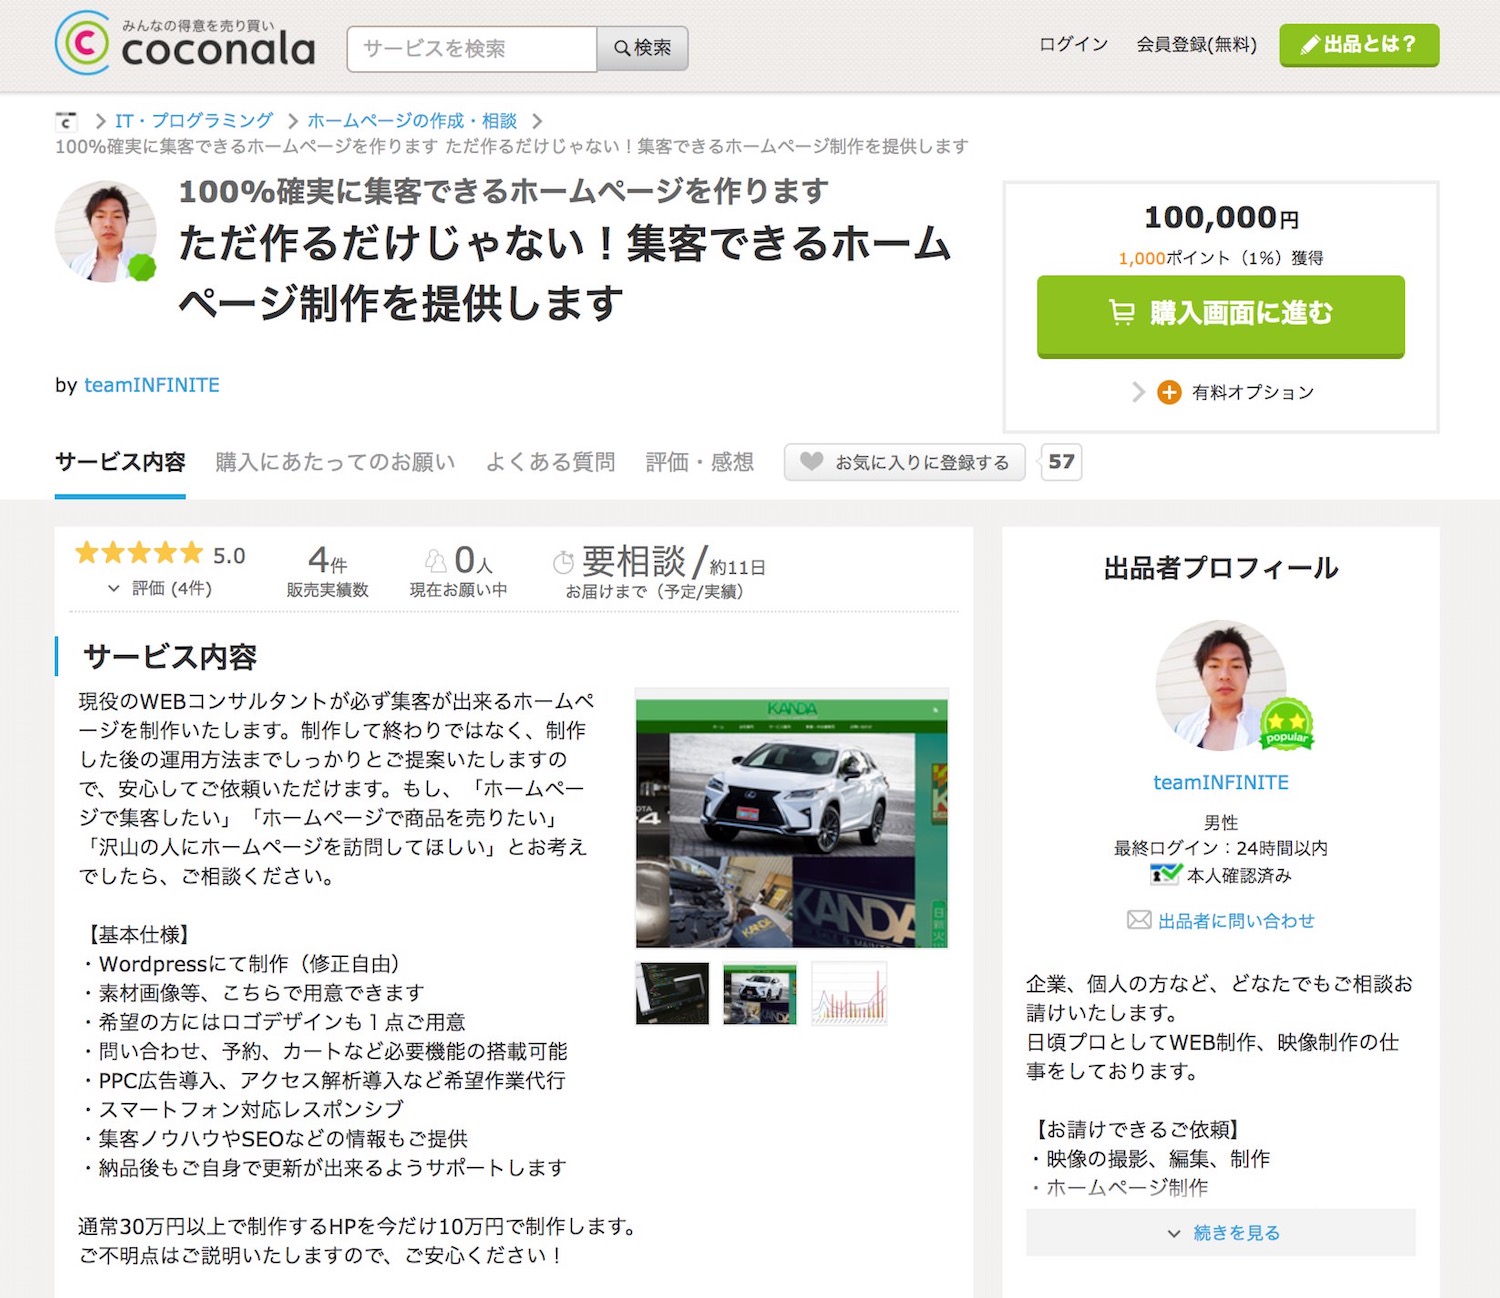 みんなの得意を売り買い
coconala
サービスを検索
検索
ログイン
会員登録(無料)
出品とは？
IT・プログラミング
ホームページの作成・相談
100%確実に集客できるホームページを作ります ただ作るだけじゃない！集客できるホームページ制作を提供します
100%確実に集客できるホームページを作ります
ただ作るだけじゃない！集客できるホーム
ページ制作を提供します
by teamINFINITE
100,000円
1,000ポイント（1%）獲得
購入画面に進む
有料オプション
サービス内容
購入にあたってのお願い
よくある質問
評価・感想
お気に入りに登録する
57
5.0
評価 (4件)
4件
販売実績数
0人
現在お願い中
要相談/約11日
お届けまで（予定/実績）
サービス内容
現役のWEBコンサルタントが必ず集客が出来るホームペ
ージを制作いたします。制作して終わりではなく、制作
した後の運用方法までしっかりとご提案いたしますの
で、安心してご依頼いただけます。もし、「ホームペー
ジで集客したい」「ホームページで商品を売りたい」
「沢山の人にホームページを訪問してほしい」とお考え
でしたら、ご相談ください。
【基本仕様】
・Wordpressにて制作（修正自由）
・素材画像等、こちらで用意できます
・希望の方にはロゴデザインも１点ご用意
・問い合わせ、予約、カートなど必要機能の搭載可能
・PPC広告導入、アクセス解析導入など希望作業代行
・スマートフォン対応レスポンシブ
・集客ノウハウやSEOなどの情報もご提供
・納品後もご自身で更新が出来るようサポートします
通常30万円以上で制作するHPを今だけ10万円で制作します。
ご不明点はご説明いたしますので、ご安心ください！
KANDA
KANDA
KANDA
出品者プロフィール
popular
teamINFINITE
男性
最終ログイン：24時間以内
本人確認済み
出品者に問い合わせ
企業、個人の方など、どなたでもご相談お
請けいたします。
日頃プロとしてWEB制作、映像制作の仕
事をしております。
【お請けできるご依頼】
・映像の撮影、編集、制作
・ホームページ制作
続きを見る